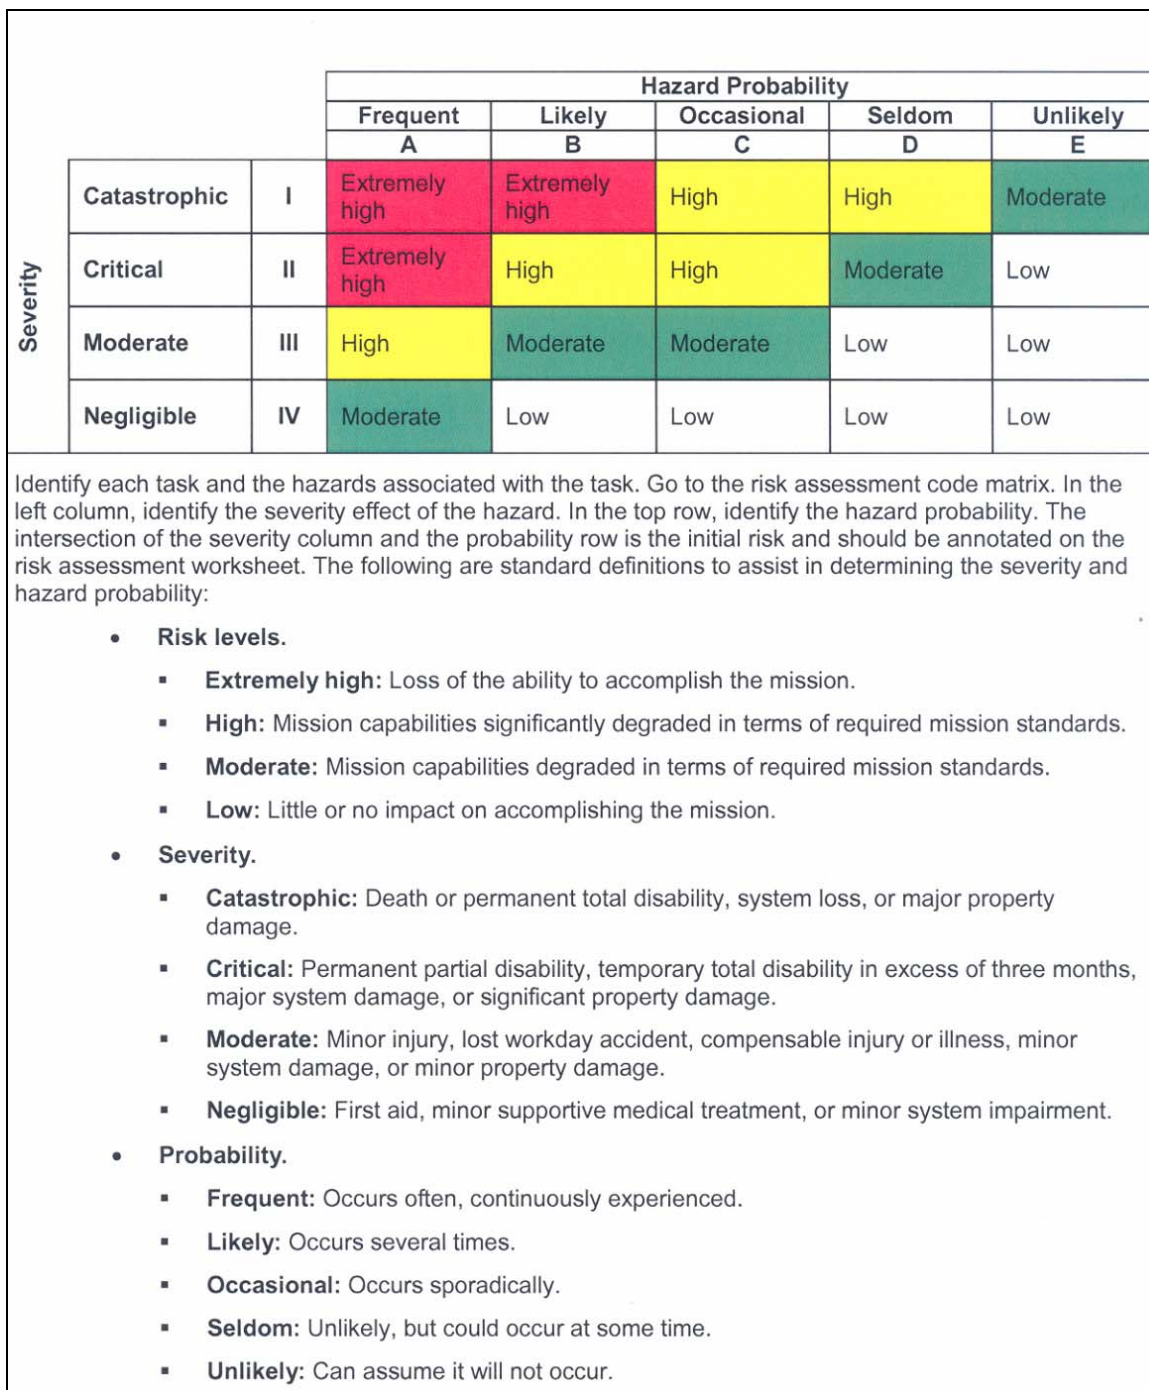 Hazard Probability
Frequent Likely Occasional Seldom Unlikely
A B C D E
Severity
Catastrophic I Extremely high Extremely high High High Moderate
Critical II Extremely high High High Moderate Low
Moderate III High Moderate Moderate Low Low
Negligible IV Moderate Low Low Low Low
Identify each task and the hazards associated with the task. Go to the risk assessment code matrix. In the
left column, identify the severity effect of the hazard. In the top row, identify the hazard probability. The
intersection of the severity column and the probability row is the initial risk and should be annotated on the
risk assessment worksheet. The following are standard definitions to assist in determining the severity and
hazard probability:
• Risk levels.
▪ Extremely high: Loss of the ability to accomplish the mission.
▪ High: Mission capabilities significantly degraded in terms of required mission standards.
▪ Moderate: Mission capabilities degraded in terms of required mission standards.
▪ Low: Little or no impact on accomplishing the mission.
• Severity.
▪ Catastrophic: Death or permanent total disability, system loss, or major property
damage.
▪ Critical: Permanent partial disability, temporary total disability in excess of three months,
major system damage, or significant property damage.
▪ Moderate: Minor injury, lost workday accident, compensable injury or illness, minor
system damage, or minor property damage.
▪ Negligible: First aid, minor supportive medical treatment, or minor system impairment.
• Probability.
▪ Frequent: Occurs often, continuously experienced.
▪ Likely: Occurs several times.
▪ Occasional: Occurs sporadically.
▪ Seldom: Unlikely, but could occur at some time.
▪ Unlikely: Can assume it will not occur.